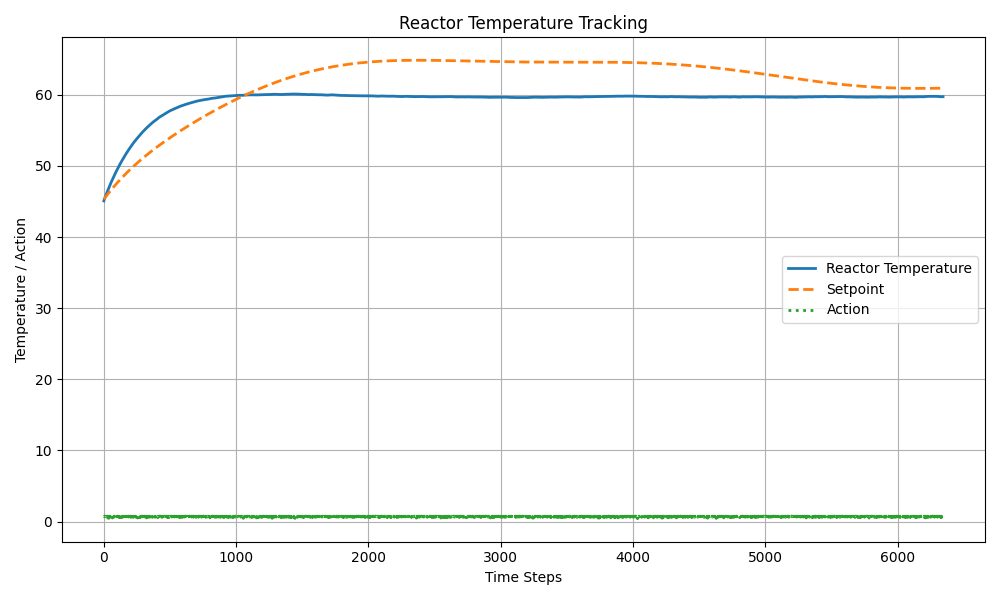 Reactor Temperature Tracking
Temperature / Action
60
50
40
30
20
10
0
Reactor Temperature
Setpoint
Action
0 1000 2000 3000 4000 5000 6000
Time Steps